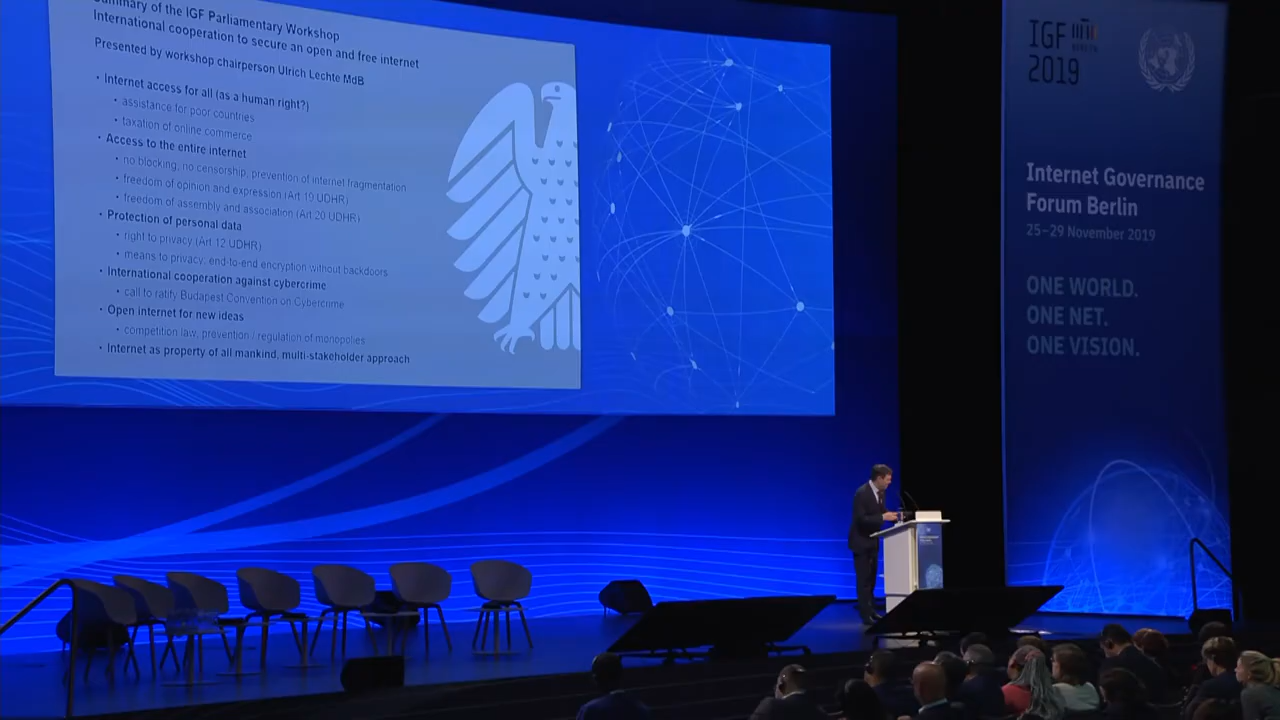 Summary of the IGF Parliamentary Workshop
International cooperation to secure an open and free internet
Presented by workshop chairperson Ulrich Lechte MdB
• Internet access for all (as a human right?)
• assistance for poor countries
• taxation of online commerce
• Access to the entire internet
• no blocking, no censorship, prevention of internet fragmentation
• freedom of opinion and expression (Art 19 UDHR)
• freedom of assembly and association (Art 20 UDHR)
• Protection of personal data
• right to privacy (Art 12 UDHR)
• means to privacy: end-to-end encryption without backdoors
• International cooperation against cybercrime
• call to ratify Budapest Convention on Cybercome
• Open internet for new ideas
• competition law, prevention / regulation of monopolies
• Internet as property of all mankind, multi-stakeholder approach
IGF
BERLIN
2019
Internet Governance
Forum Berlin
25–29 November 2019
ONE WORLD.
ONE NET.
ONE VISION.